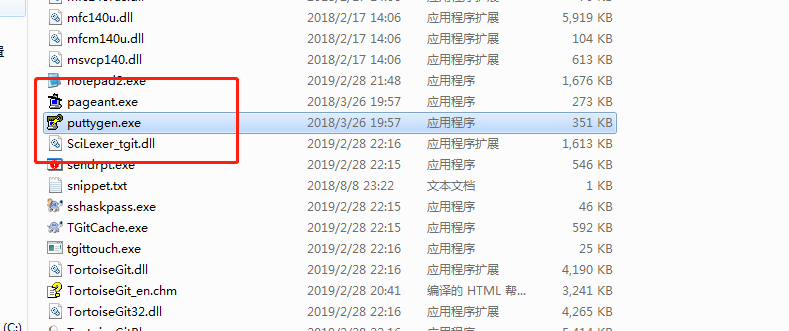 mfc140u.dll 2018/2/17 14:06 应用程序扩展 5,919 KB
mfcm140u.dll 2018/2/17 14:06 应用程序扩展 104 KB
msvcp140.dll 2018/2/17 14:06 应用程序扩展 613 KB
notepad2.exe 2019/2/28 21:48 应用程序 1,676 KB
pageant.exe 2018/3/26 19:57 应用程序 273 KB
puttygen.exe 2018/3/26 19:57 应用程序 351 KB
SciLexer_tgit.dll 2019/2/28 22:16 应用程序扩展 1,613 KB
sendrpt.exe 2019/2/28 22:16 应用程序 546 KB
snippet.txt 2018/8/8 23:22 文本文档 1 KB
sshaskpass.exe 2019/2/28 22:16 应用程序 46 KB
TGitCache.exe 2019/2/28 22:15 应用程序 592 KB
tgittouch.exe 2019/2/28 22:16 应用程序 25 KB
TortoiseGit.dll 2019/2/28 22:16 应用程序扩展 4,190 KB
TortoiseGit_en.chm 2019/2/28 20:41 编译的 HTML 帮... 3,241 KB
TortoiseGit32.dll 2019/2/28 22:16 应用程序扩展 4,265 KB
(C:)